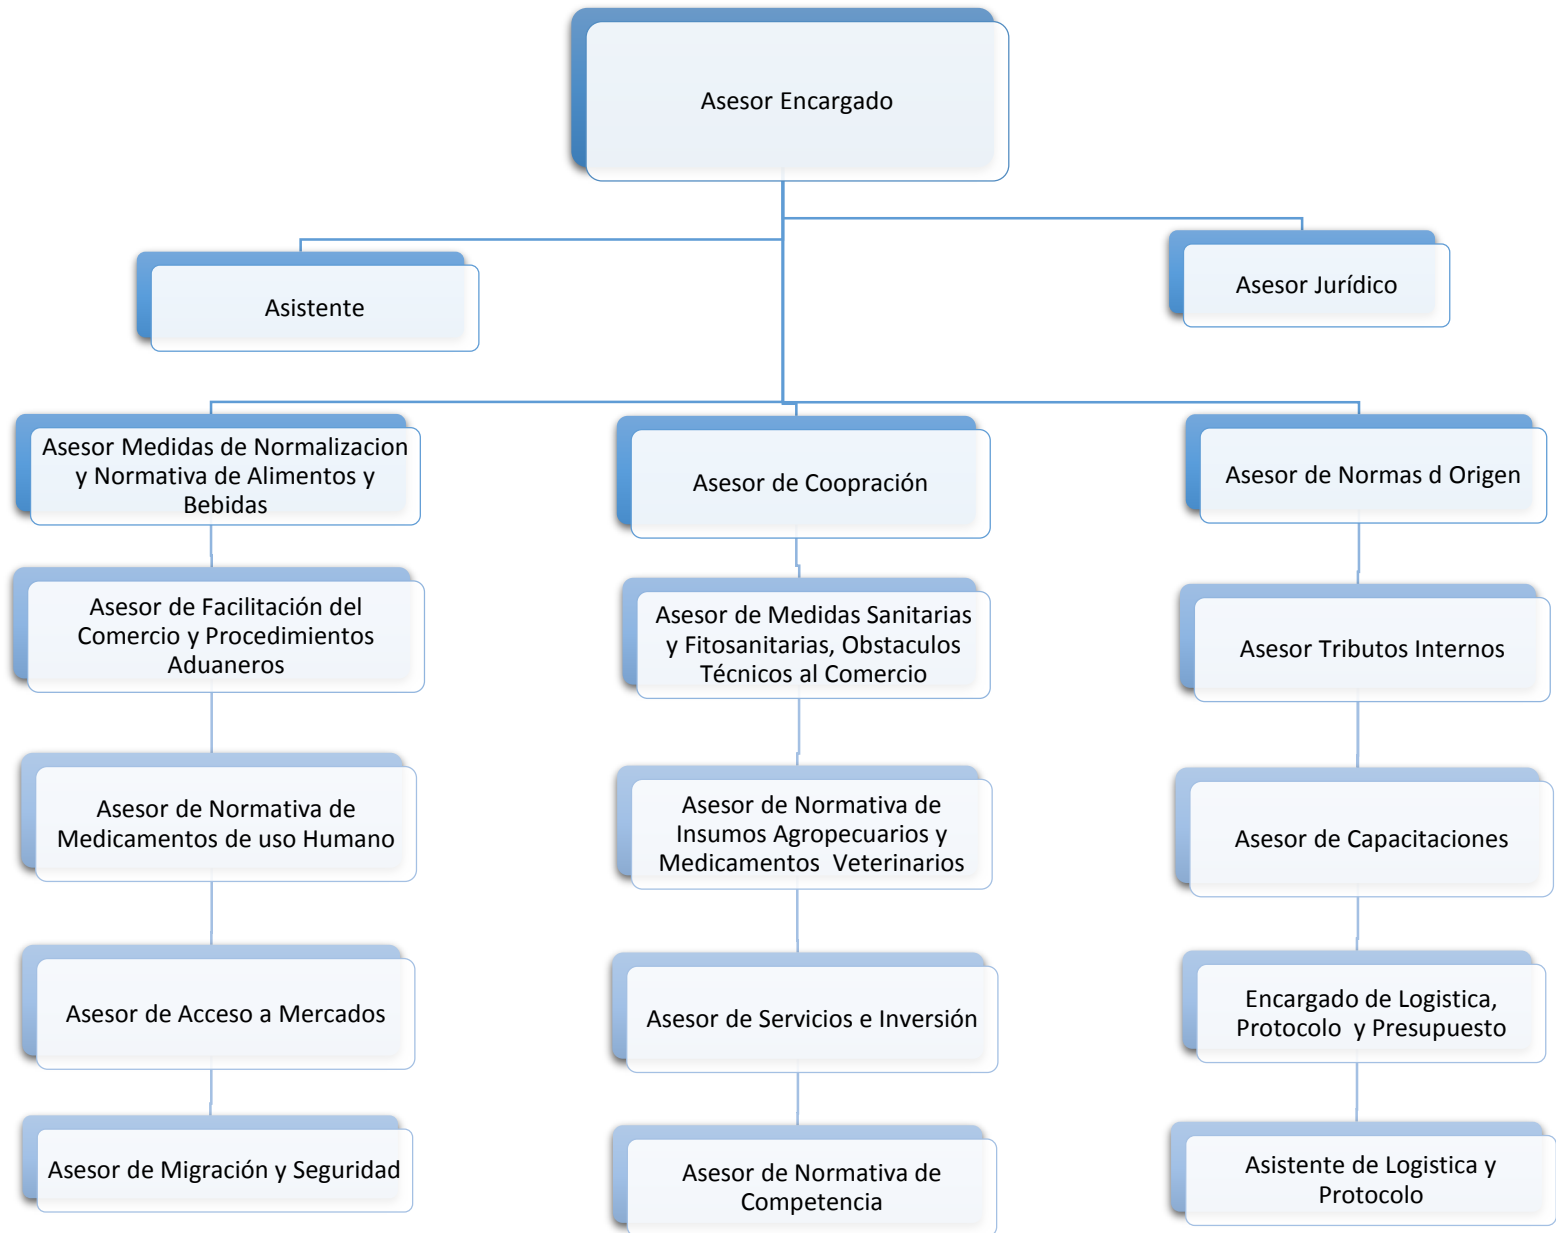 Asesor Encargado
Asistente
Asesor Jurídico
Asesor Medidas de Normalizacion
y Normativa de Alimentos y
Bebidas
Asesor de Coopración
Asesor de Normas d Origen
Asesor de Facilitación del
Comercio y Procedimientos
Aduaneros
Asesor de Medidas Sanitarias
y Fitosanitarias, Obstaculos
Técnicos al Comercio
Asesor Tributos Internos
Asesor de Normativa de
Medicamentos de uso Humano
Asesor de Normativa de
Insumos Agropecuarios y
Medicamentos Veterinarios
Asesor de Capacitaciones
Asesor de Acceso a Mercados
Asesor de Servicios e Inversión
Encargado de Logistica,
Protocolo y Presupuesto
Asesor de Migración y Seguridad
Asesor de Normativa de
Competencia
Asistente de Logistica y
Protocolo